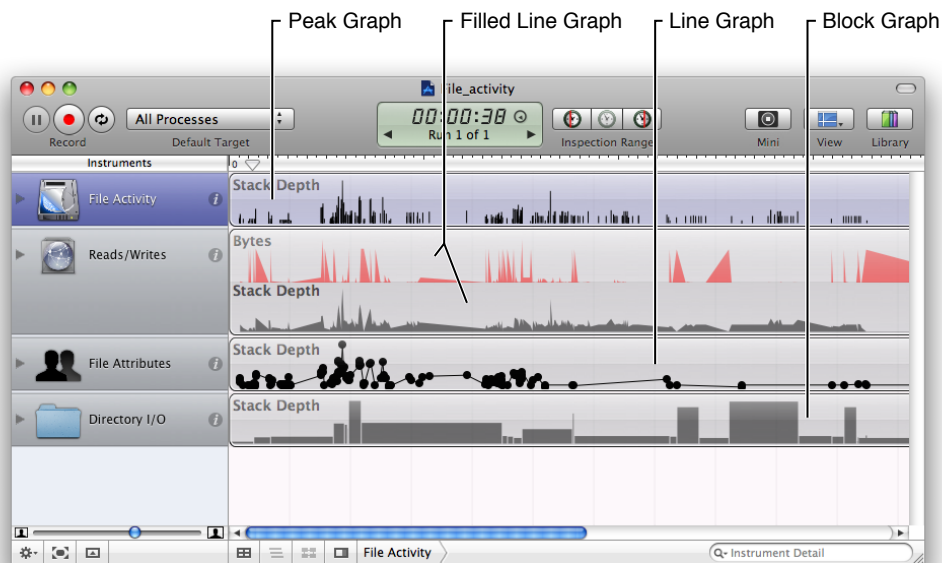 Peak Graph
Filled Line Graph
Line Graph
Block Graph
File_activity
All Processes
00:00:38
Run 1 of 1
Record
Default Target
Inspection Range
Mini
View
Library
Instruments
0
File Activity
Stack Depth
Reads/Writes
Bytes
Stack Depth
File Attributes
Stack Depth
Directory I/O
Stack Depth
File Activity
Instrument Detail